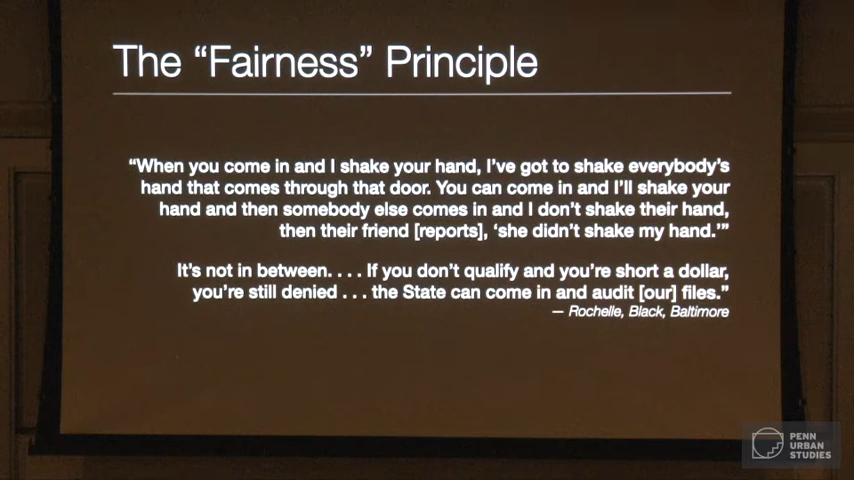 The “Fairness” Principle
“When you come in and I shake your hand, I’ve got to shake everybody’s
hand that comes through that door. You can come in and I’ll shake your
hand and then somebody else comes in and I don’t shake their hand,
then their friend [reports], ‘she didn’t shake my hand.’”
It’s not in between. . . . If you don’t qualify and you’re short a dollar,
you’re still denied . . . the State can come in and audit [our] files.”
— Rochelle, Black, Baltimore
PENN
URBAN
STUDIES